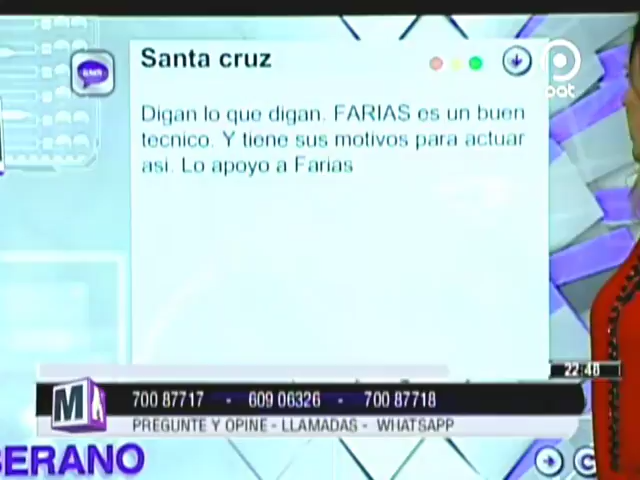 Santa cruz
pat
Digan lo que digan. FARIAS es un buen
tecnico. Y tiene sus motivos para actuar
asi. Lo apoyo a Farias
22:48
M
700 87717 - 609 06326 - 700 87718
PREGUNTE Y OPINE - LLAMADAS - WHATSAPP
BERANO